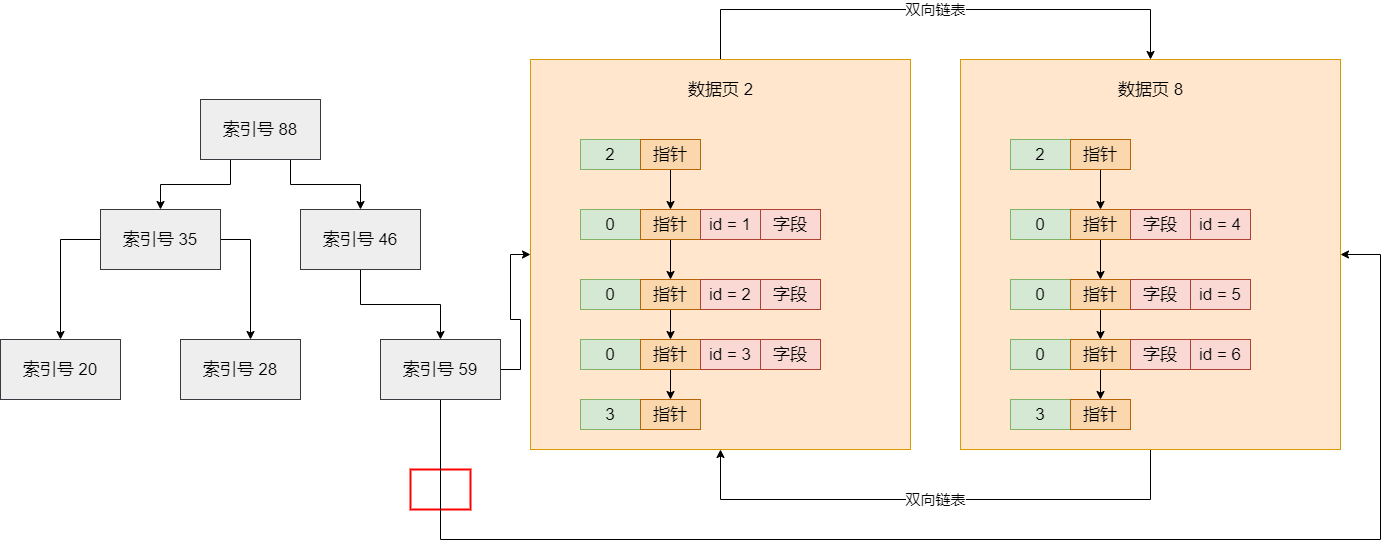 双向链表
数据页 2
数据页 8
索引号 88
2 指针
2 指针
索引号 35
索引号 46
0 指针 id = 1 字段
0 指针 字段 id = 4
0 指针 id = 2 字段
0 指针 字段 id = 5
索引号 20
索引号 28
索引号 59
0 指针 id = 3 字段
0 指针 字段 id = 6
3 指针
3 指针
双向链表